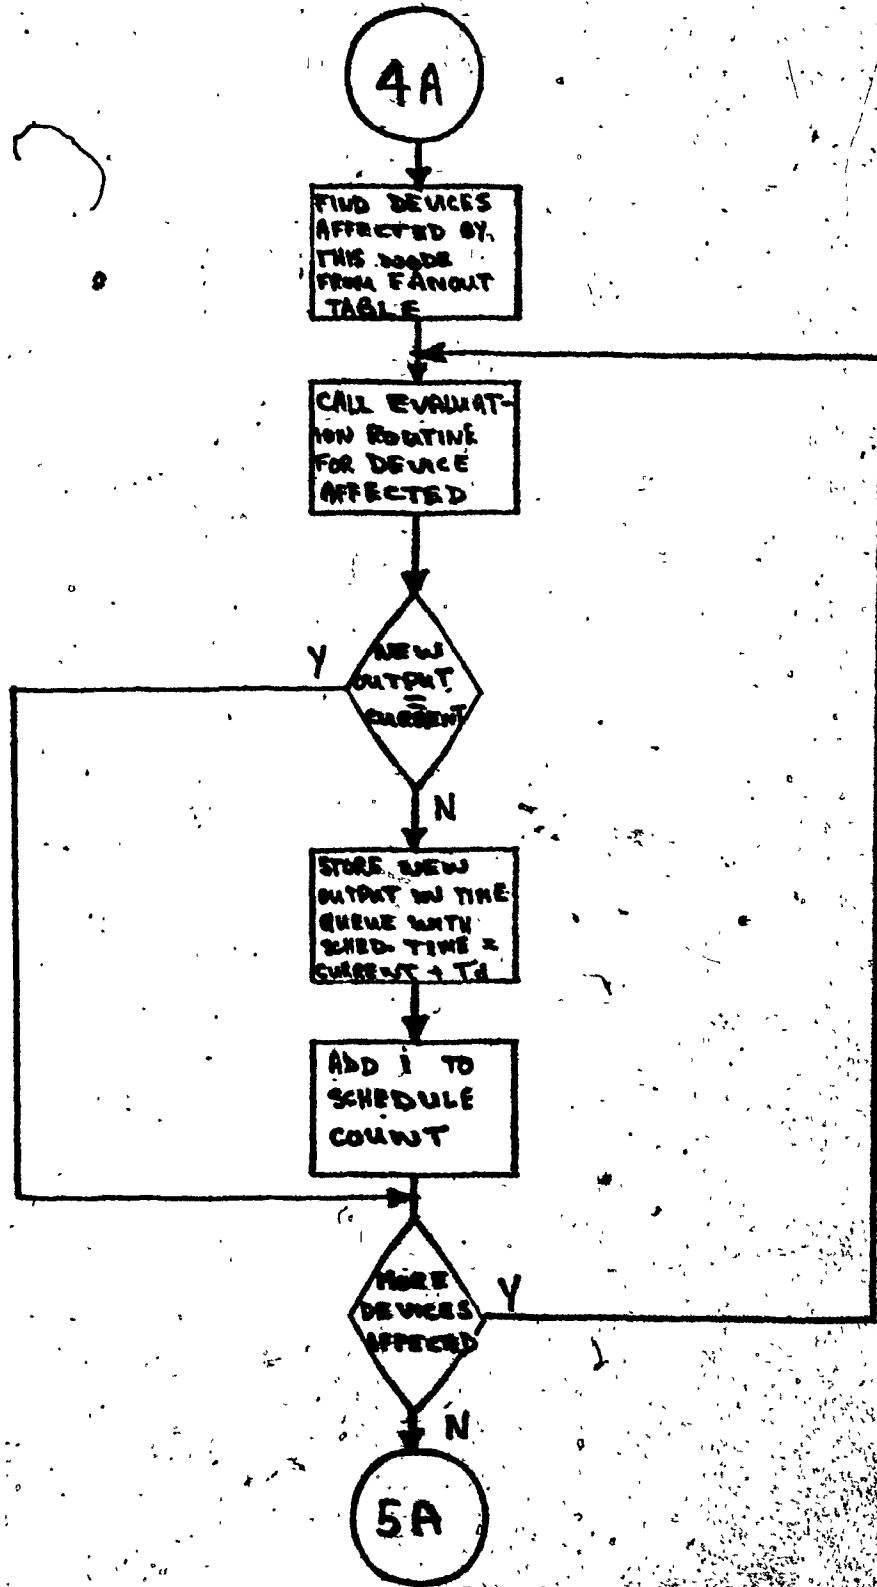 4A
FIND DEVICES
AFFECTED BY
THIS NODE
FROM FANOUT
TABLE
CALL EVALUAT-
ION ROUTINE
FOR DEVICE
AFFECTED
NEW
OUTPUT
=
CURRENT
Y
N
STORE NEW
OUTPUT IN TIME
QUEUE WITH
SCHED. TIME =
CURRENT + Td
ADD 1 TO
SCHEDULE
COUNT
MORE
DEVICES
AFFECTED
Y
N
5A